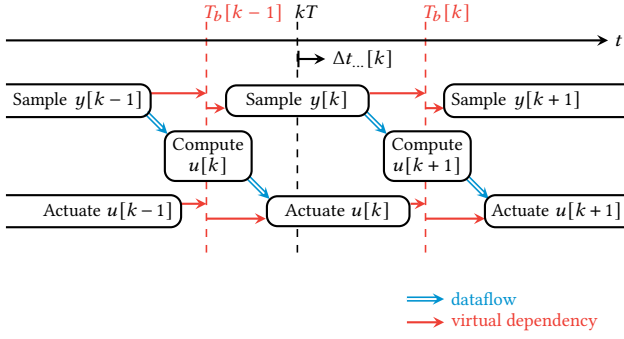 T_b[k − 1] kT T_b[k]
t
Δt_{...}[k]
Sample y[k − 1] Sample y[k] Sample y[k + 1]
Compute Compute
u[k] u[k + 1]
Actuate u[k − 1] Actuate u[k] Actuate u[k + 1]
dataflow
virtual dependency